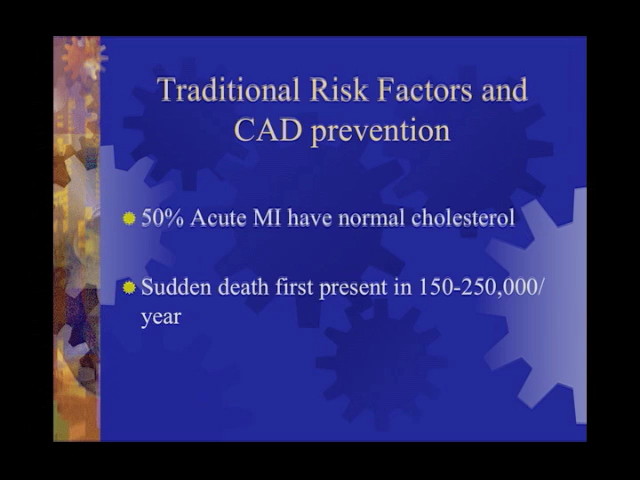 Traditional Risk Factors and
CAD prevention
50% Acute MI have normal cholesterol
Sudden death first present in 150-250,000/
year